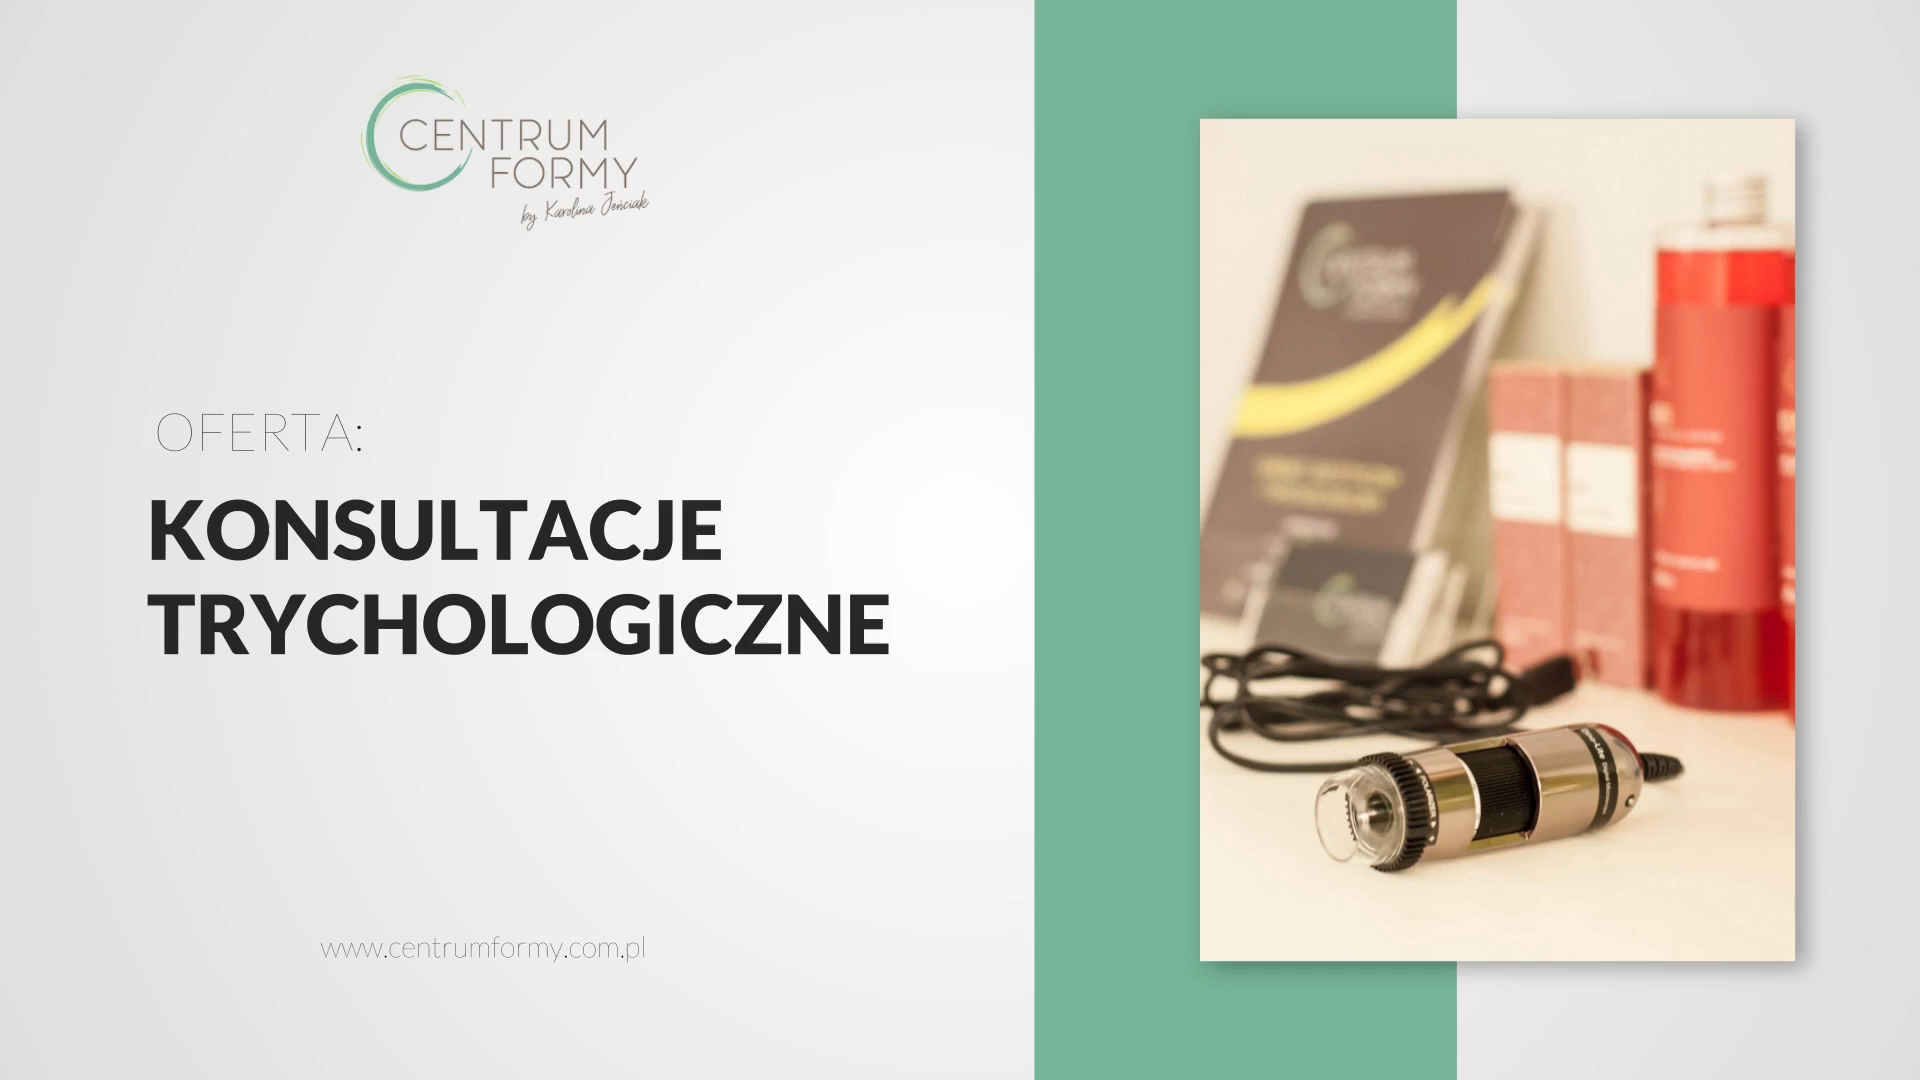 CENTRUM
FORMY
by Karolina Jeńciak
OFERTA:
KONSULTACJE
TRYCHOLOGICZNE
www.centrumformy.com.pl